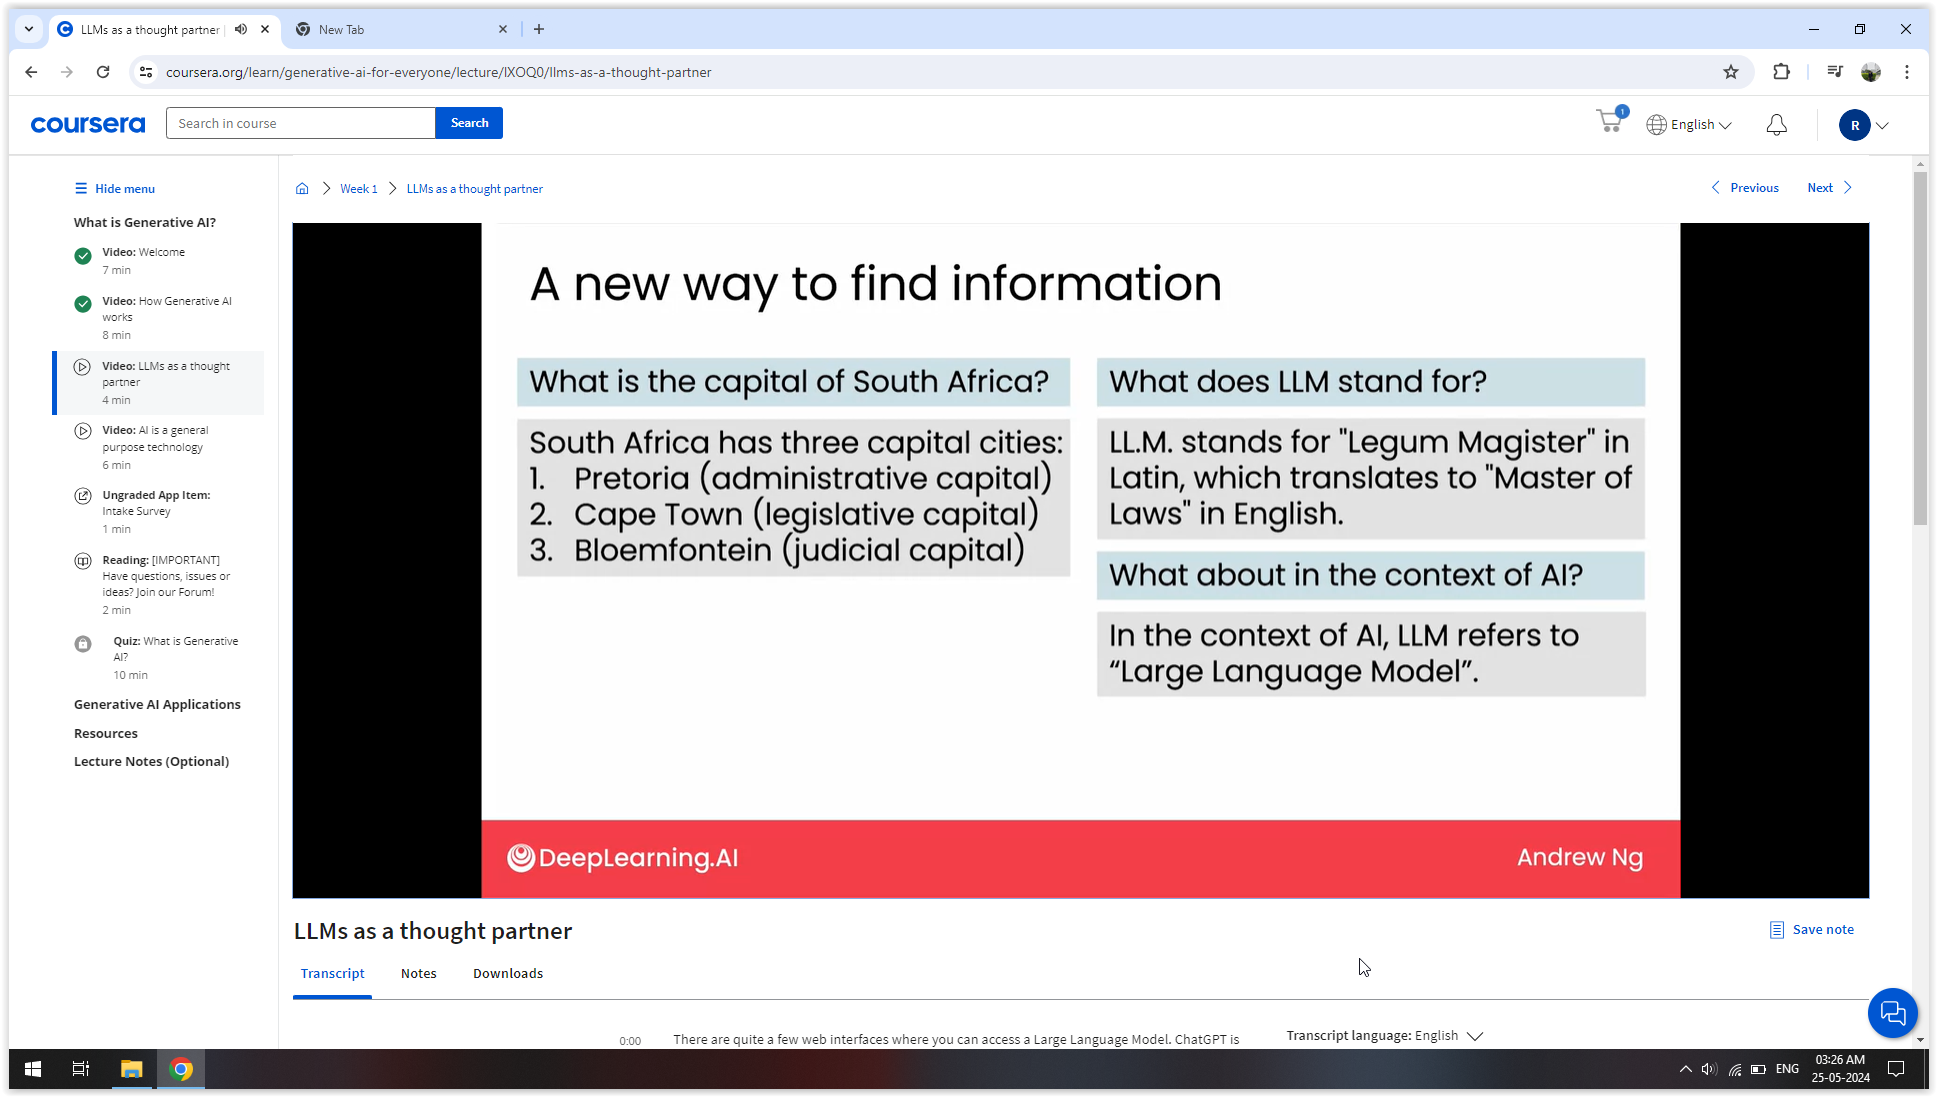 LLMs as a thought partner
New Tab
coursera.org/learn/generative-ai-for-everyone/lecture/IXOQ0/llms-as-a-thought-partner
coursera
Search in course
Search
1
English
R
Hide menu
Week 1
LLMs as a thought partner
Previous
Next
What is Generative AI?
Video: Welcome
7 min
Video: How Generative AI
works
8 min
Video: LLMs as a thought
partner
4 min
Video: AI is a general
purpose technology
6 min
Ungraded App Item:
Intake Survey
1 min
Reading: [IMPORTANT]
Have questions, issues or
ideas? Join our Forum!
2 min
Quiz: What is Generative
AI?
10 min
Generative AI Applications
Resources
Lecture Notes (Optional)
A new way to find information
What is the capital of South Africa?
South Africa has three capital cities:
1. Pretoria (administrative capital)
2. Cape Town (legislative capital)
3. Bloemfontein (judicial capital)
What does LLM stand for?
LL.M. stands for "Legum Magister" in
Latin, which translates to "Master of
Laws" in English.
What about in the context of AI?
In the context of AI, LLM refers to
“Large Language Model”.
DeepLearning.AI
Andrew Ng
LLMs as a thought partner
Save note
Transcript
Notes
Downloads
0:00
There are quite a few web interfaces where you can access a Large Language Model. ChatGPT is
Transcript language: English
ENG
03:26 AM
25-05-2024